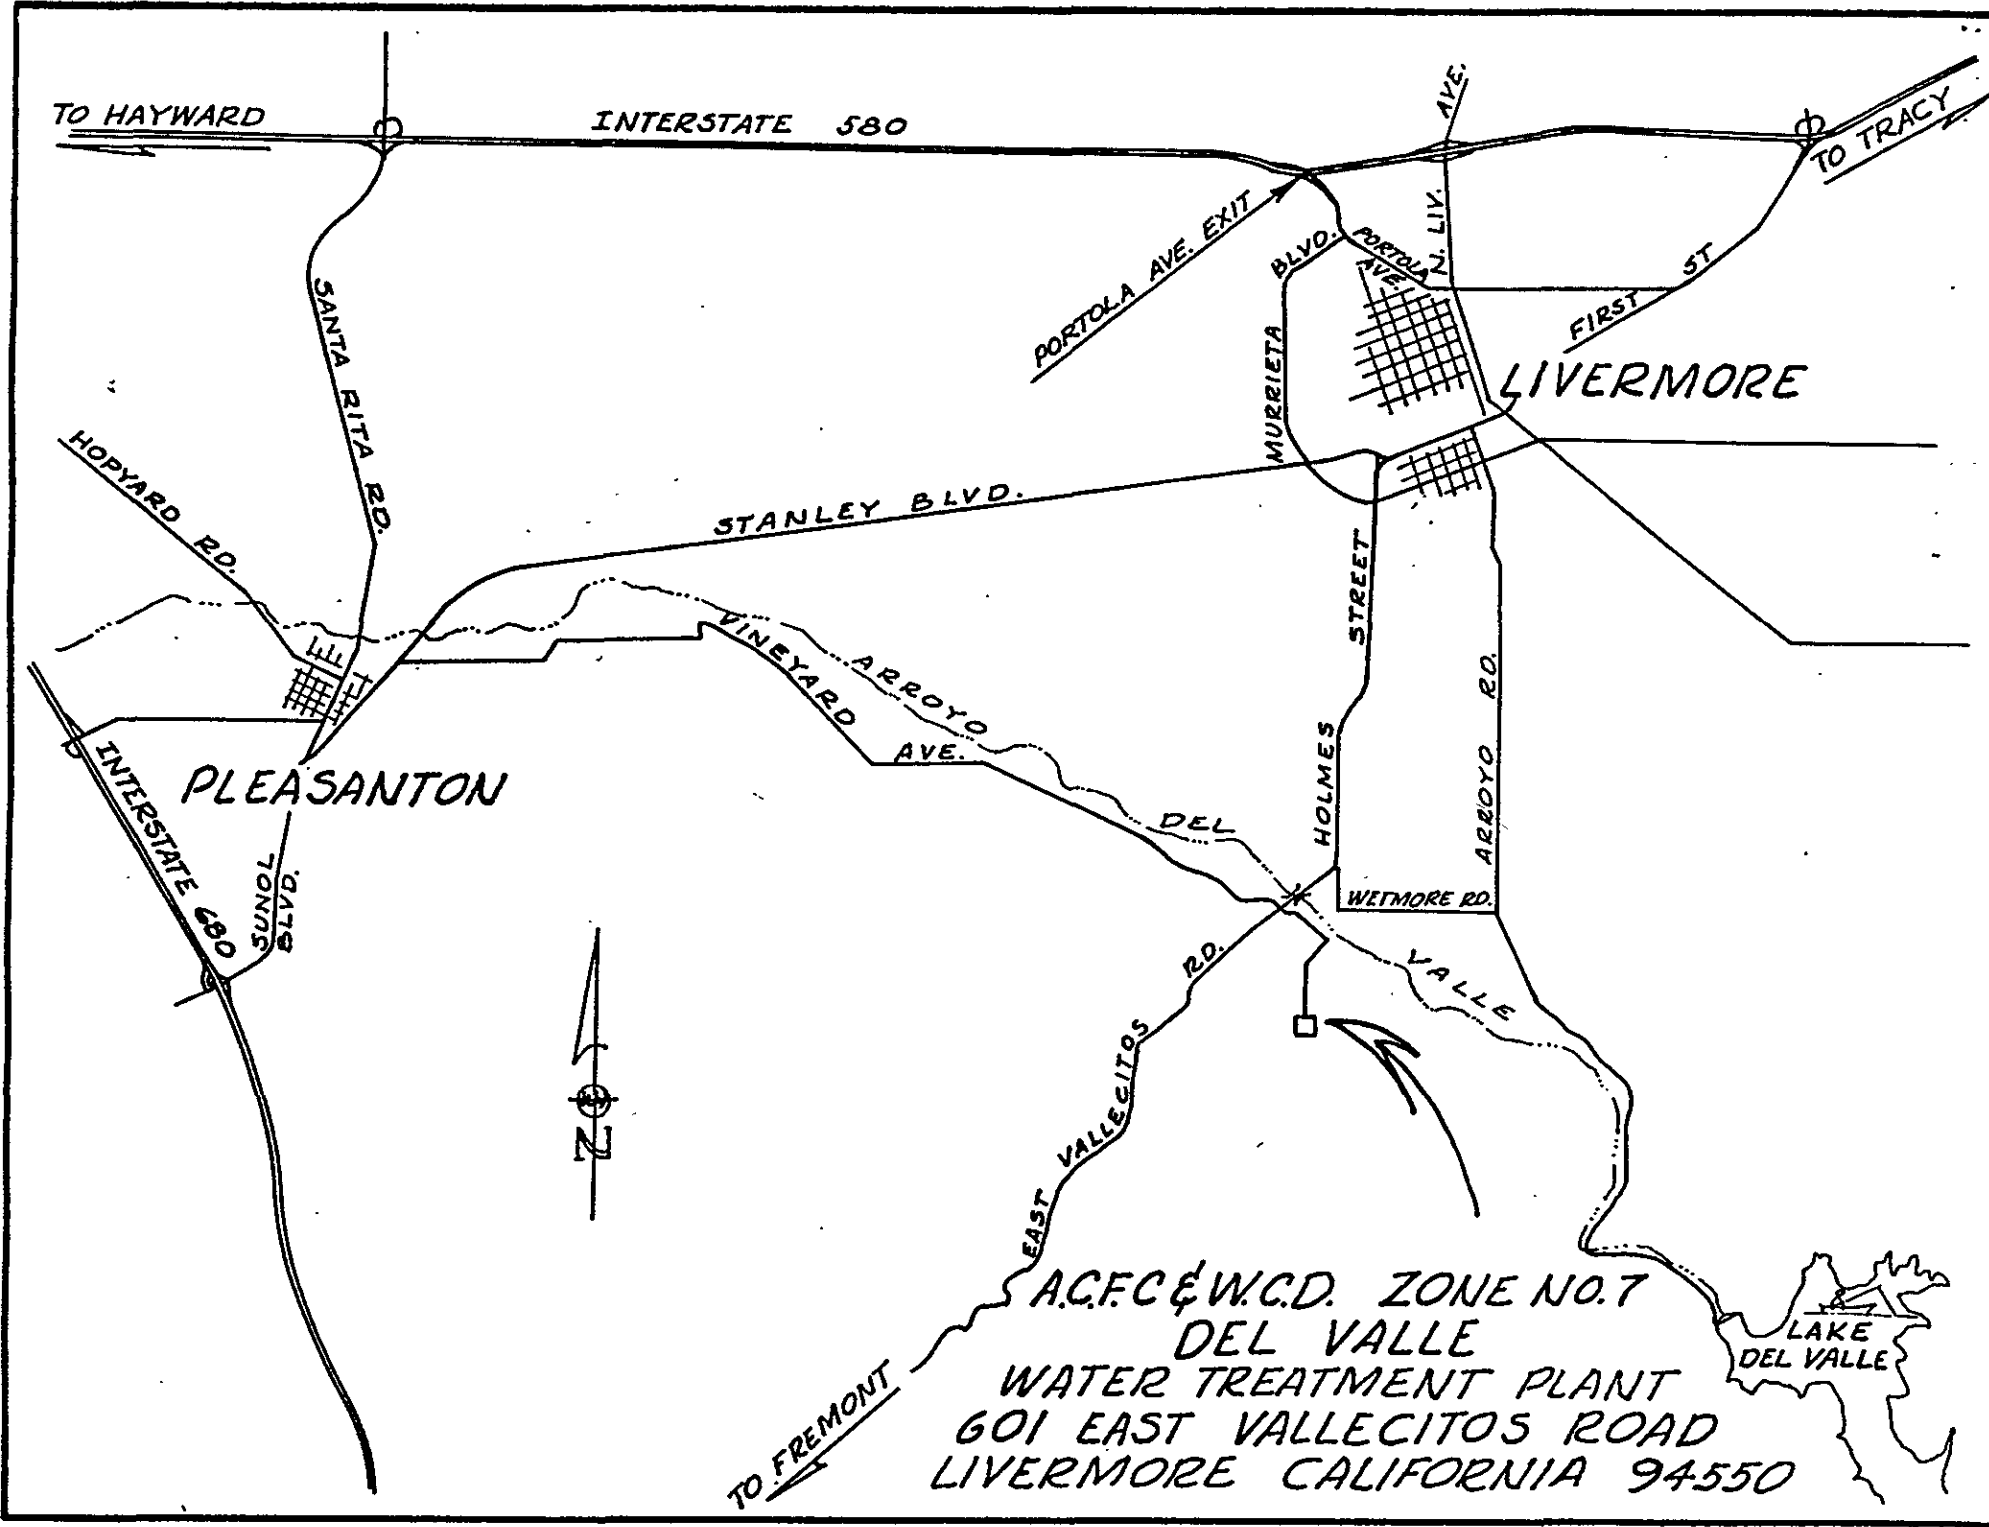 TO HAYWARD
INTERSTATE 580
AVE.
TO TRACY
PORTOLA AVE. EXIT
BLVD.
PORTOLA
AVE.
N. LIV.
FIRST ST
SANTA RITA RD.
MURRIETA
LIVERMORE
HOPYARD RD.
STANLEY BLVD.
STREET
VINEYARD
AVE.
ARROYO
HOLMES
ARROYO RD.
PLEASANTON
INTERSTATE 680
DEL
SUNOL
BLVD.
WETMORE RD.
RD.
VALLE
VALLECITOS
N
EAST
A.C.F.C & W.C.D. ZONE NO. 7
DEL VALLE
WATER TREATMENT PLANT
601 EAST VALLECITOS ROAD
LIVERMORE CALIFORNIA 94550
LAKE
DEL VALLE
TO FREMONT